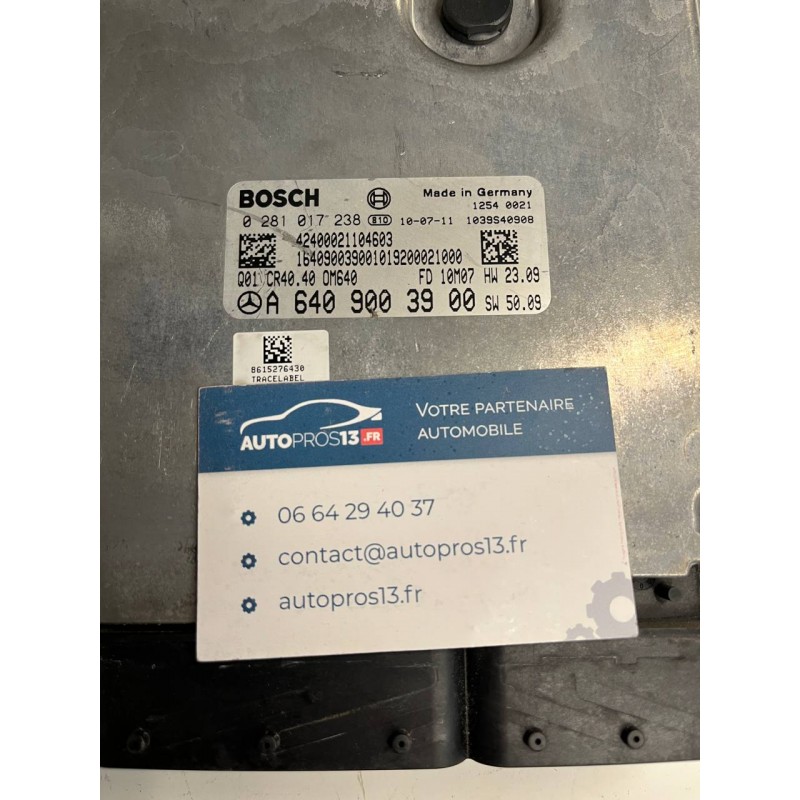 BOSCH
Made in Germany
1254 0021
0 281 017 238 810 10-07-11 1039S40908
42400021104603
164090039001019200021000
Q01 CR40.40 OM640 FD 10M07 HW 23.09
A 640 900 39 00 SW 50.09
B615276430
TRACELABEL
AUTOPROS13.FR
VOTRE PARTENAIRE
AUTOMOBILE
06 64 29 40 37
contact@autopros13.fr
autopros13.fr